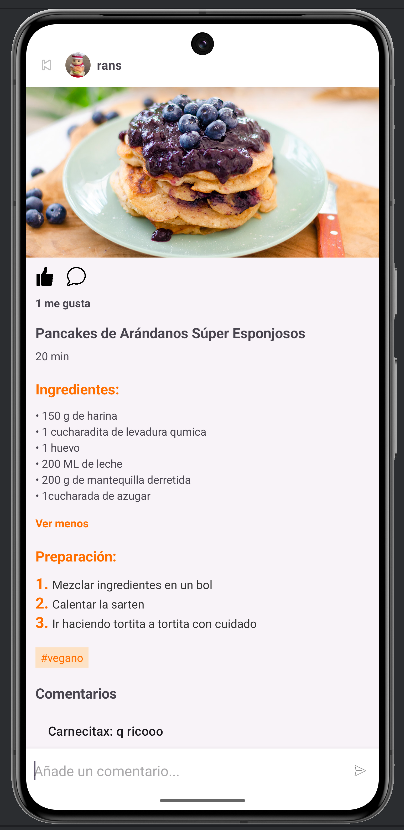 rans
1 me gusta
Pancakes de Arándanos Súper Esponjosos
20 min
Ingredientes:
• 150 g de harina
• 1 cucharadita de levadura qumica
• 1 huevo
• 200 ML de leche
• 200 g de mantequilla derretida
• 1cucharada de azugar
Ver menos
Preparación:
1. Mezclar ingredientes en un bol
2. Calentar la sarten
3. Ir haciendo tortita a tortita con cuidado
#vegano
Comentarios
Carnecitax: q ricooo
Añade un comentario...